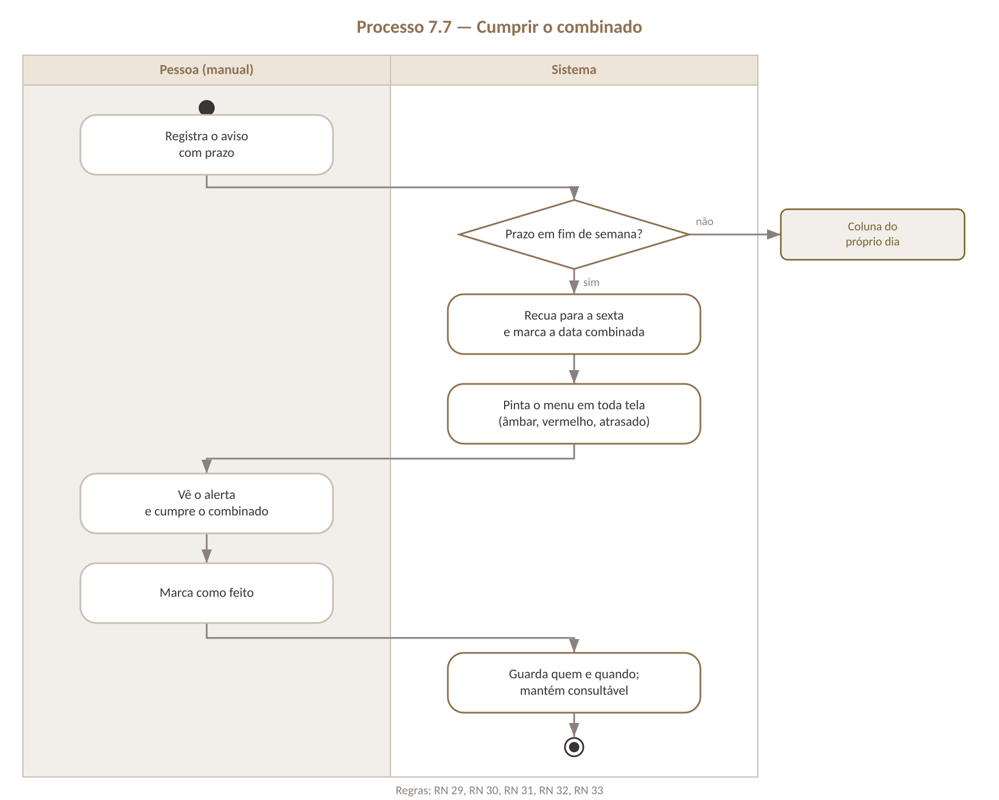 Processo 7.7 — Cumprir o combinado
Pessoa (manual)
Sistema
Registra o aviso
com prazo
Prazo em fim de semana?
não
Coluna do
próprio dia
sim
Recua para a sexta
e marca a data combinada
Pinta o menu em toda tela
(âmbar, vermelho, atrasado)
Vê o alerta
e cumpre o combinado
Marca como feito
Guarda quem e quando;
mantém consultável
Regras: RN 29, RN 30, RN 31, RN 32, RN 33